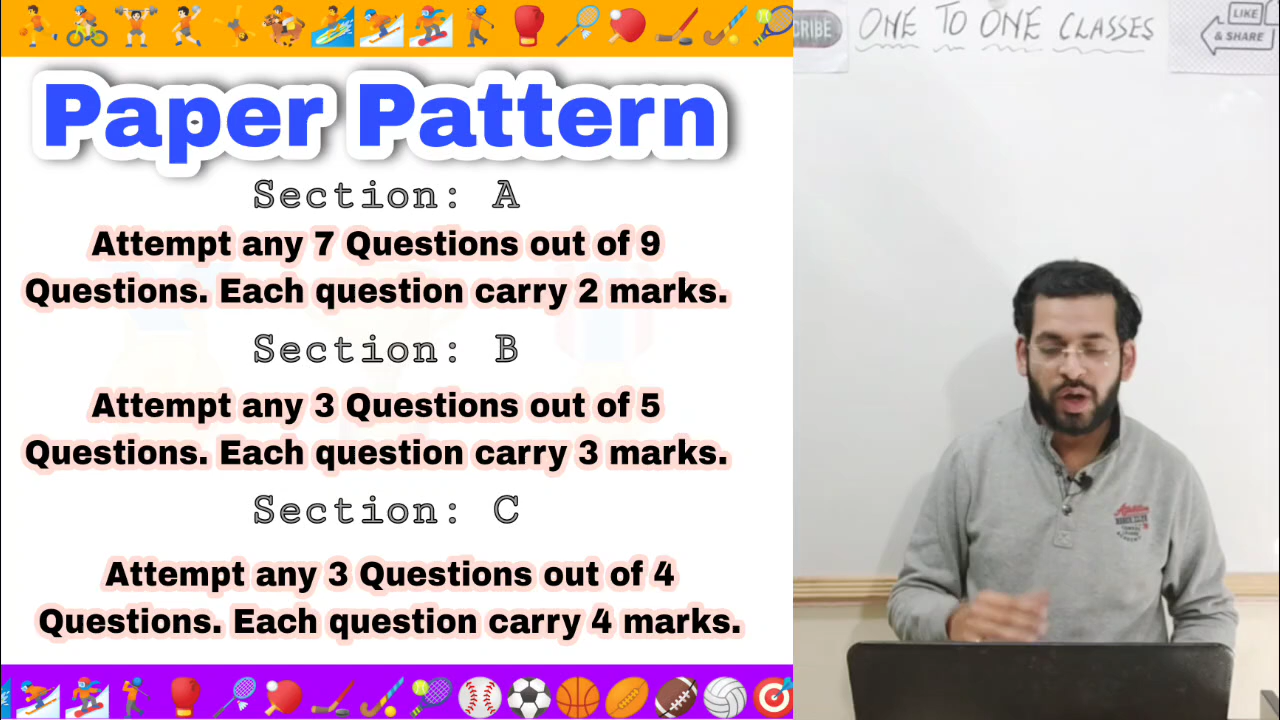 Paper Pattern
Section: A
Attempt any 7 Questions out of 9
Questions. Each question carry 2 marks.
Section: B
Attempt any 3 Questions out of 5
Questions. Each question carry 3 marks.
Section: C
Attempt any 3 Questions out of 4
Questions. Each question carry 4 marks.
CRIBE
ONE TO ONE CLASSES
LIKE
& SHARE